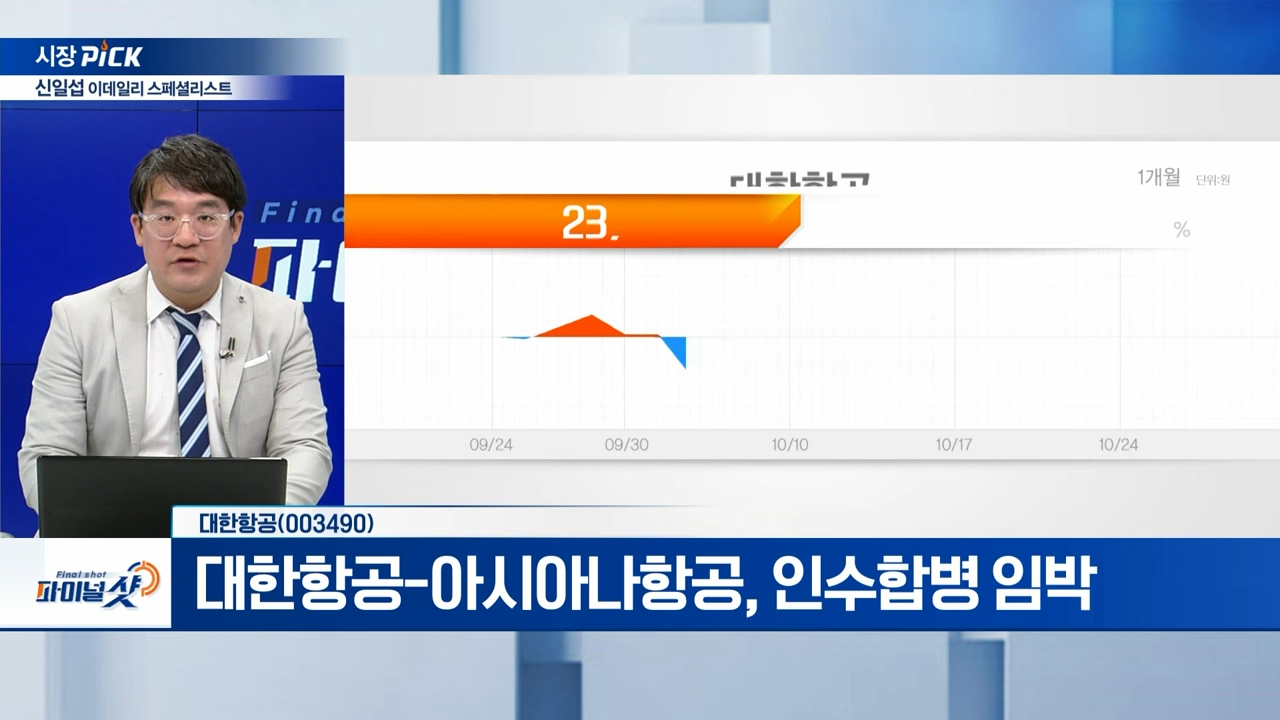 시장 PiCK
신일섭 이데일리 스페셜리스트
Fina
파
1개월 단위:원
23.
%
09/24 09/30 10/10 10/17 10/24
대한항공(003490)
Final shot
파이널샷
대한항공-아시아나항공, 인수합병 임박